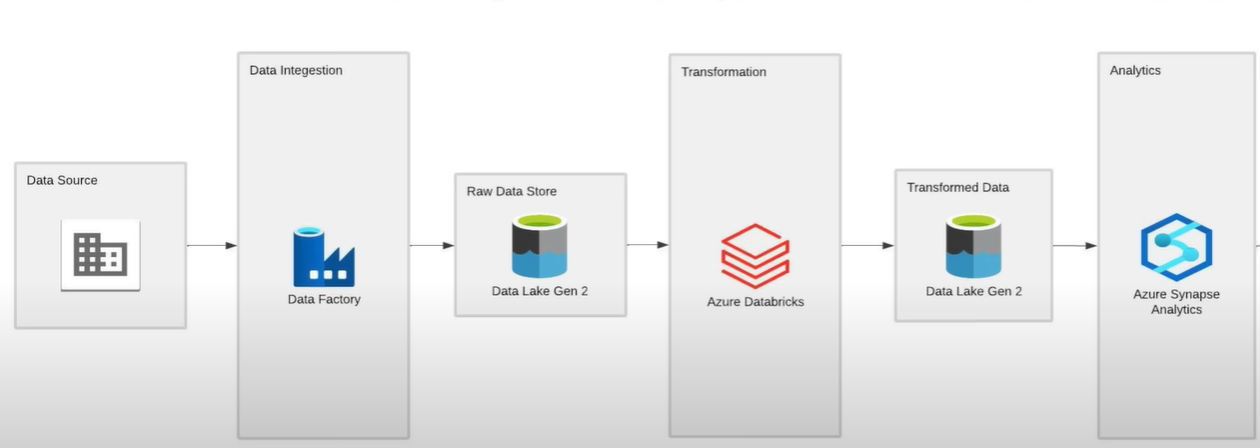 Data Source
Data Integestion
Data Factory
Raw Data Store
Data Lake Gen 2
Transformation
Azure Databricks
Transformed Data
Data Lake Gen 2
Analytics
Azure Synapse
Analytics